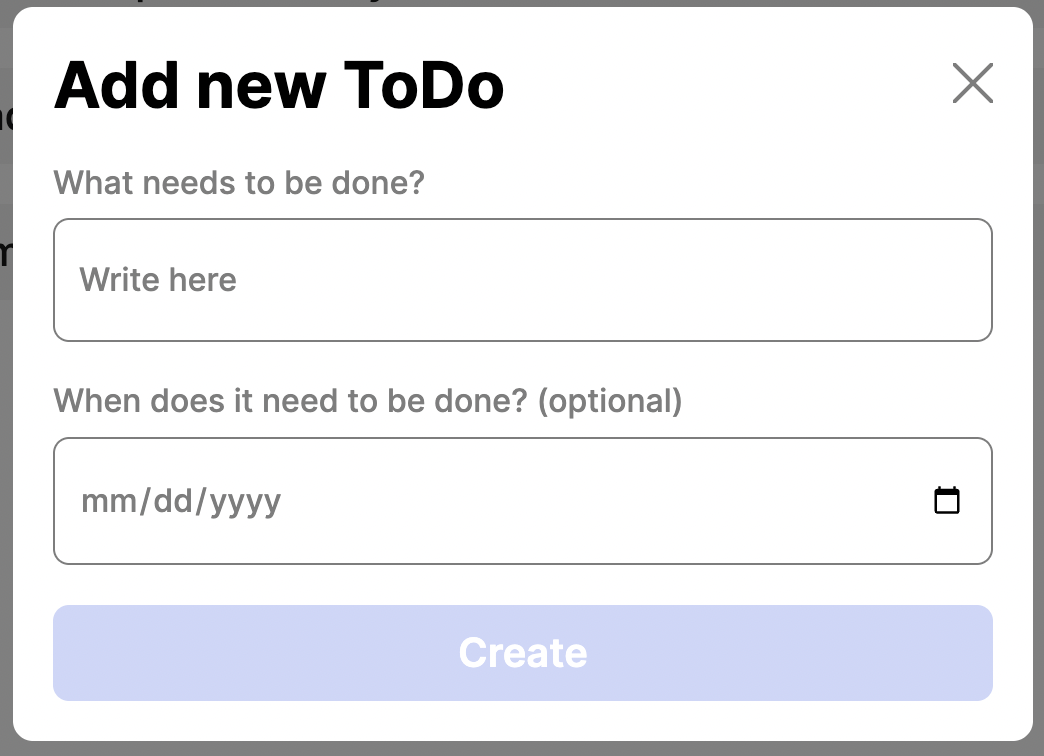 Add new ToDo
What needs to be done?
Write here
When does it need to be done? (optional)
mm/dd/yyyy
Create